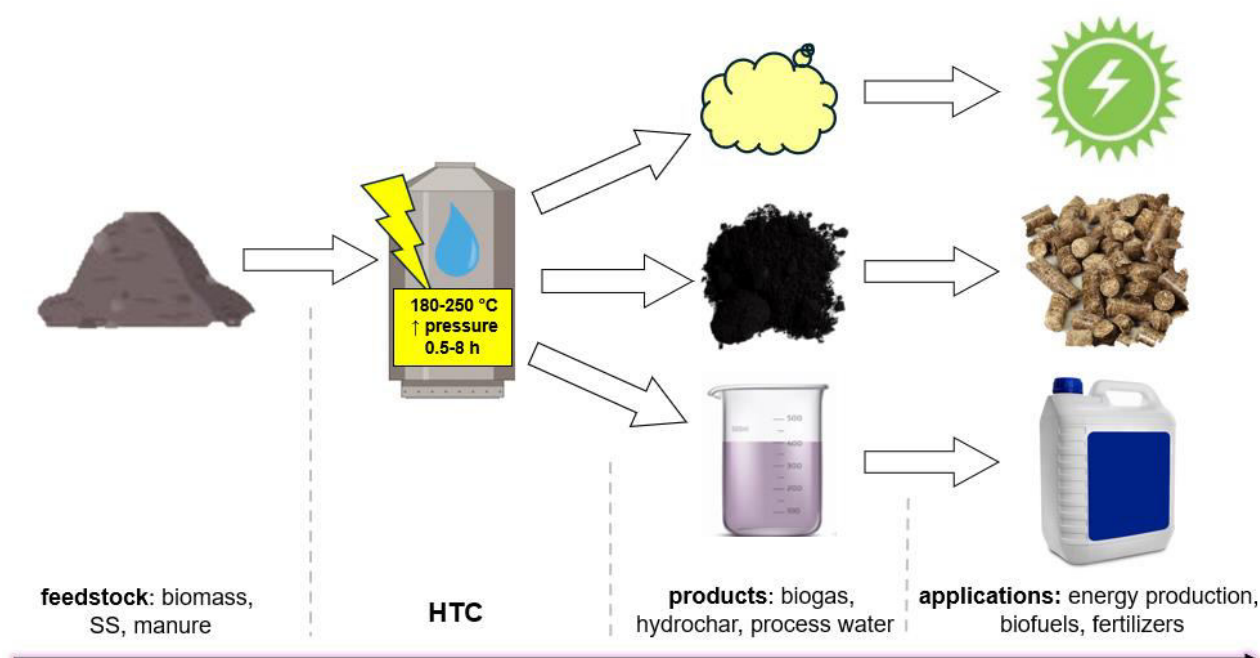 180-250 °C
↑ pressure
0.5-8 h
500
400
300
200
100
feedstock: biomass,
SS, manure
HTC
products: biogas,
hydrochar, process water
applications: energy production,
biofuels, fertilizers